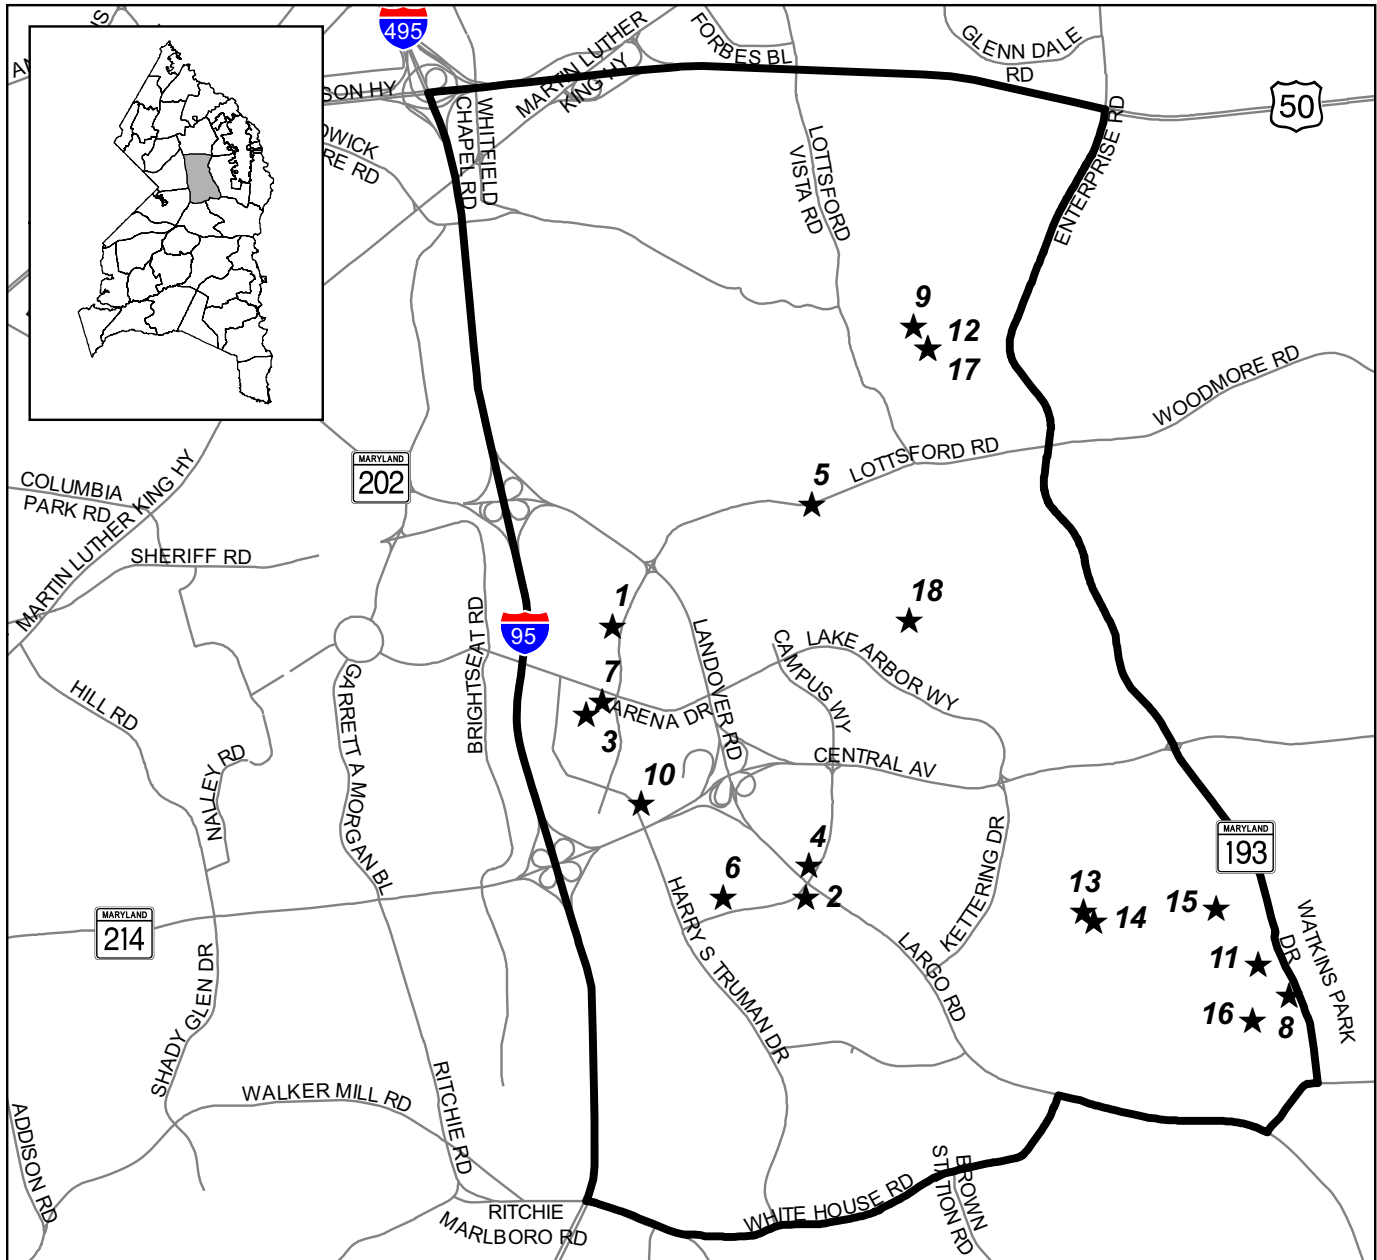 495
AN
NS
SON HY
DWICK
RE RD
CHAPEL RD
WHITFIELD
MARTIN LUTHER
KING HY
FORBES BL
GLENN DALE
RD
50
LOTTSFORD
VISTA RD
ENTERPRISE RD
9
12
17
WOODMORE RD
LOTTSFORD RD
5
MARYLAND
202
COLUMBIA
PARK RD
MARTIN LUTHER KING HY
SHERIFF RD
1
18
95
BRIGHTSEAT RD
LANDOVER RD
CAMPUS WY
LAKE ARBOR WY
7
ARENA DR
3
HILL RD
NALLEY RD
GARRETT A MORGAN BL
10
CENTRAL AV
MARYLAND
193
4
6
2
KETTERING DR
13
14
15
MARYLAND
214
HARRY S TRUMAN DR
LARGO RD
11
WATKINS PARK
DR
16
8
SHADY GLEN DR
WALKER MILL RD
RITCHIE RD
ADDISON RD
RITCHIE
MARLBORO RD
WHITE HOUSE RD
BROWN
STATION RD